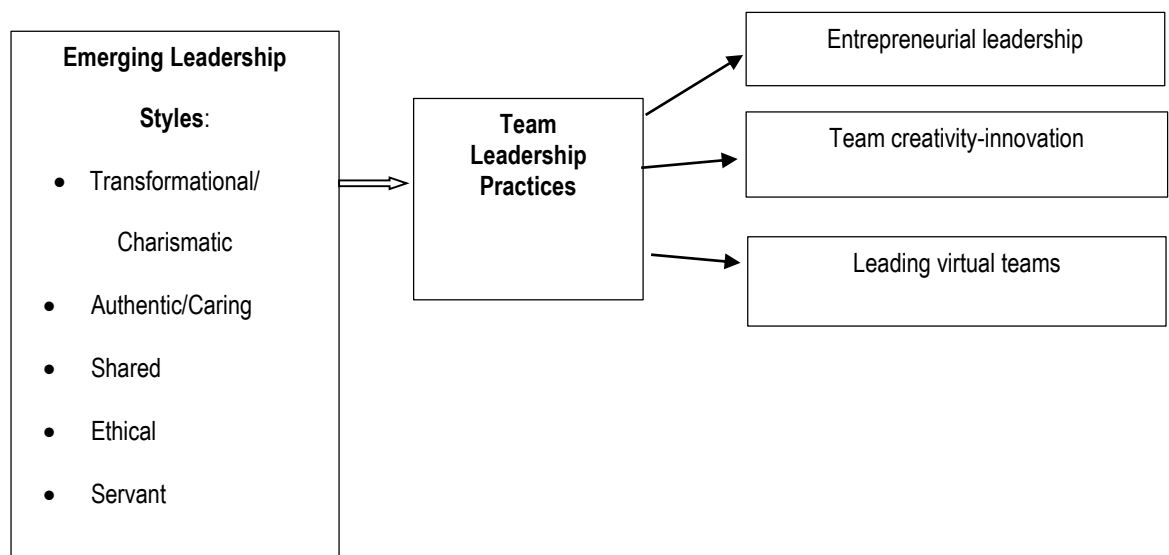 Emerging Leadership
Styles:
• Transformational/
Charismatic
• Authentic/Caring
• Shared
• Ethical
• Servant
Team
Leadership
Practices
Entrepreneurial leadership
Team creativity-innovation
Leading virtual teams